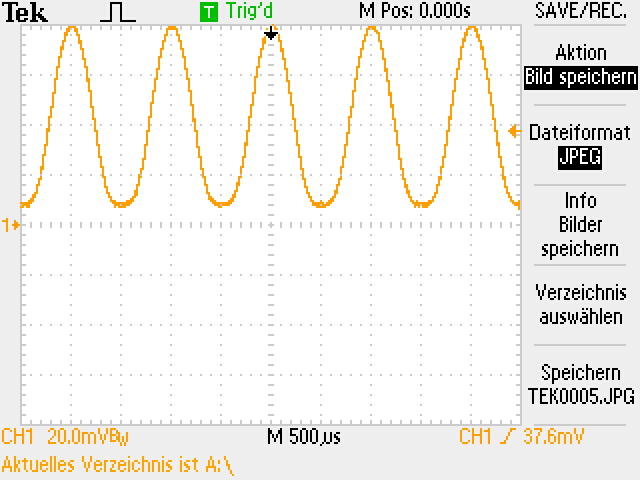 Tek T Trig'd M Pos: 0.000s SAVE/REC.
Aktion
Bild speichern
Dateiformat
JPEG
Info
Bilder
speichern
1
Verzeichnis
auswählen
Speichern
TEK0005.JPG
CH1 20.0mVBW M 500µs CH1 37.6mV
Aktuelles Verzeichnis ist A:\